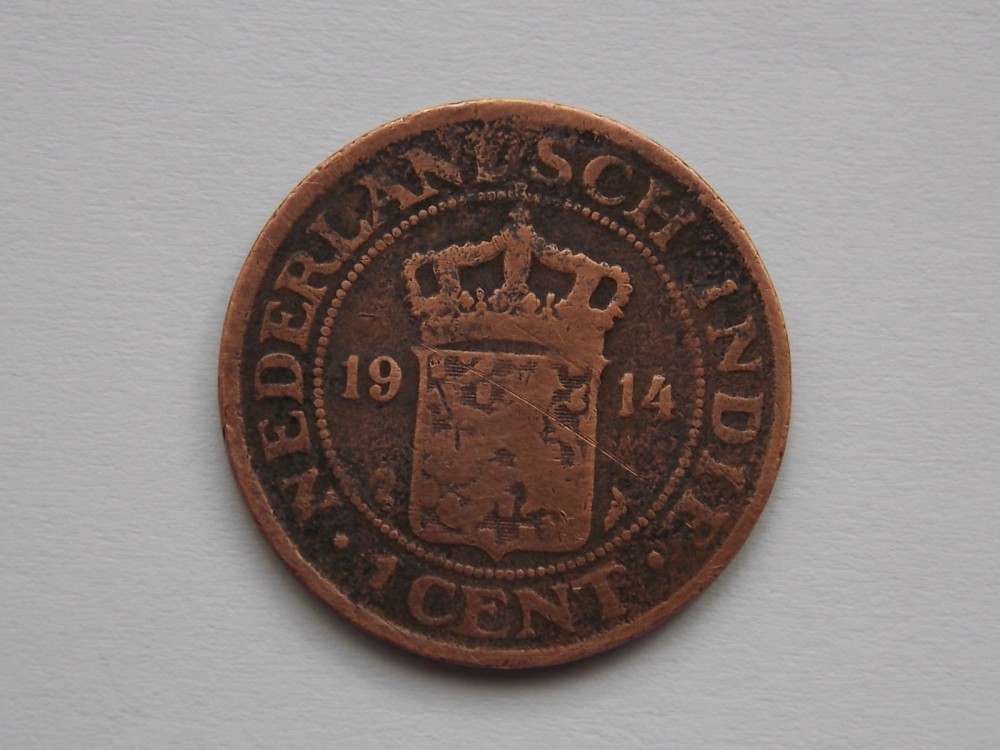 NEDERLANDSCH INDIE
19 14
· 1 CENT ·